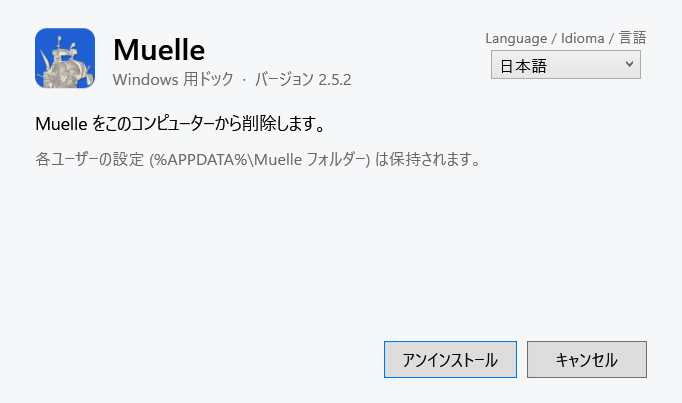 Muelle
Windows 用ドック · バージョン 2.5.2
Language / Idioma / 言語
日本語
Muelle をこのコンピューターから削除します。
各ユーザーの設定 (%APPDATA%\Muelle フォルダー) は保持されます。
アンインストール
キャンセル